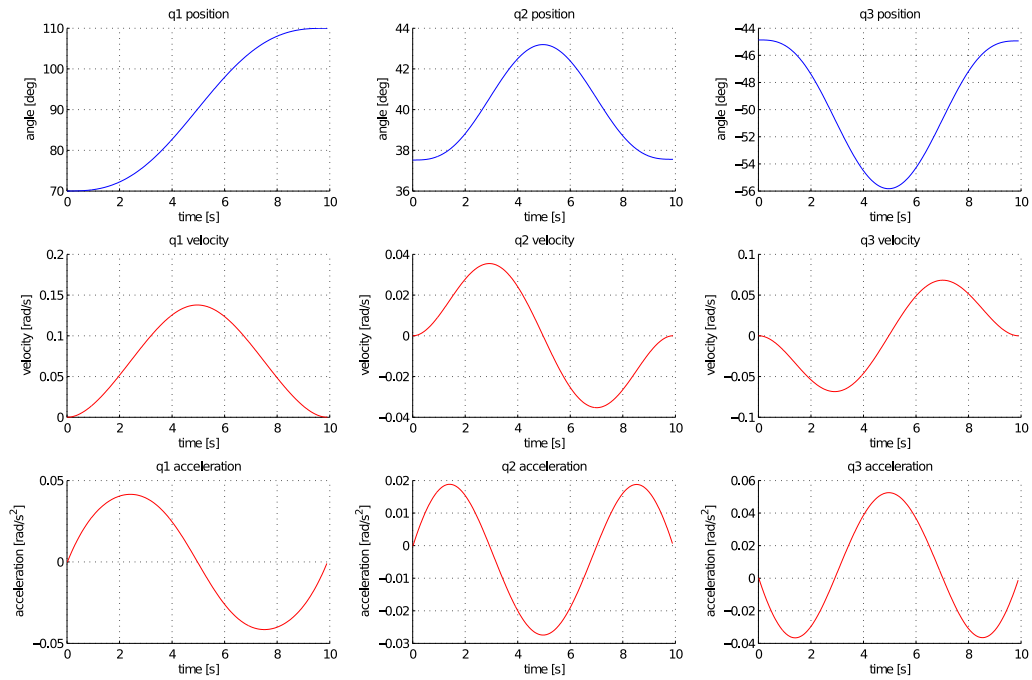 q1 position
angle [deg]
110
100
90
80
70
0 2 4 6 8 10
time [s]
q2 position
angle [deg]
44
42
40
38
36
0 2 4 6 8 10
time [s]
q3 position
angle [deg]
−44
−46
−48
−50
−52
−54
−56
0 2 4 6 8 10
time [s]
q1 velocity
velocity [rad/s]
0.2
0.15
0.1
0.05
0
0 2 4 6 8 10
time [s]
q2 velocity
velocity [rad/s]
0.04
0.02
0
−0.02
−0.04
0 2 4 6 8 10
time [s]
q3 velocity
velocity [rad/s]
0.1
0.05
0
−0.05
−0.1
0 2 4 6 8 10
time [s]
q1 acceleration
acceleration [rad/s²]
0.05
0
−0.05
0 2 4 6 8 10
time [s]
q2 acceleration
acceleration [rad/s²]
0.02
0.01
0
−0.01
−0.02
−0.03
0 2 4 6 8 10
time [s]
q3 acceleration
acceleration [rad/s²]
0.06
0.04
0.02
0
−0.02
−0.04
0 2 4 6 8 10
time [s]